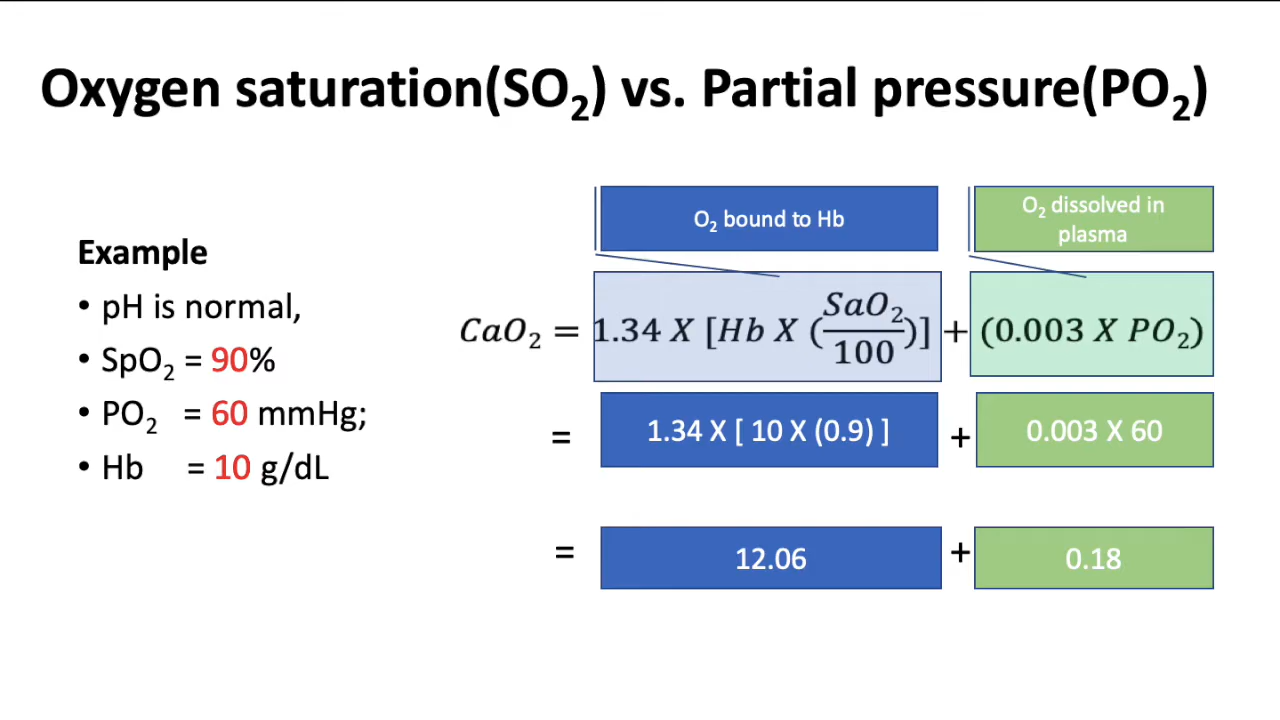 Oxygen saturation(SO₂) vs. Partial pressure(PO₂)
Example
• pH is normal,
• SpO₂ = 90%
• PO₂ = 60 mmHg;
• Hb = 10 g/dL
O₂ bound to Hb
O₂ dissolved in
plasma
CaO₂ = 1.34 X [Hb X (SaO₂/100)] + (0.003 X PO₂)
= 1.34 X [ 10 X (0.9) ] + 0.003 X 60
= 12.06 + 0.18